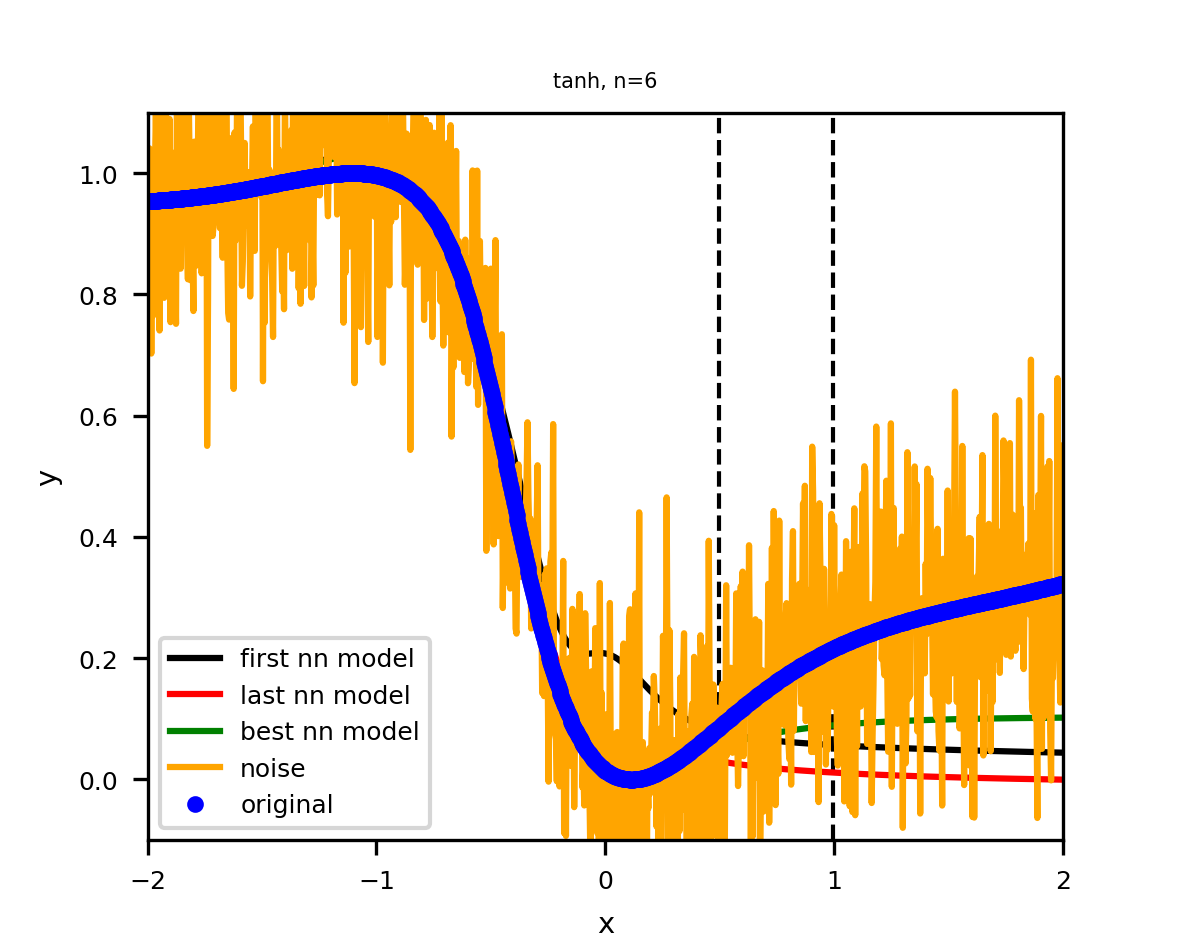 tanh, n=6
1.0
0.8
0.6
0.4
0.2
0.0
y
first nn model
last nn model
best nn model
noise
original
−2
−1
0
1
2
x